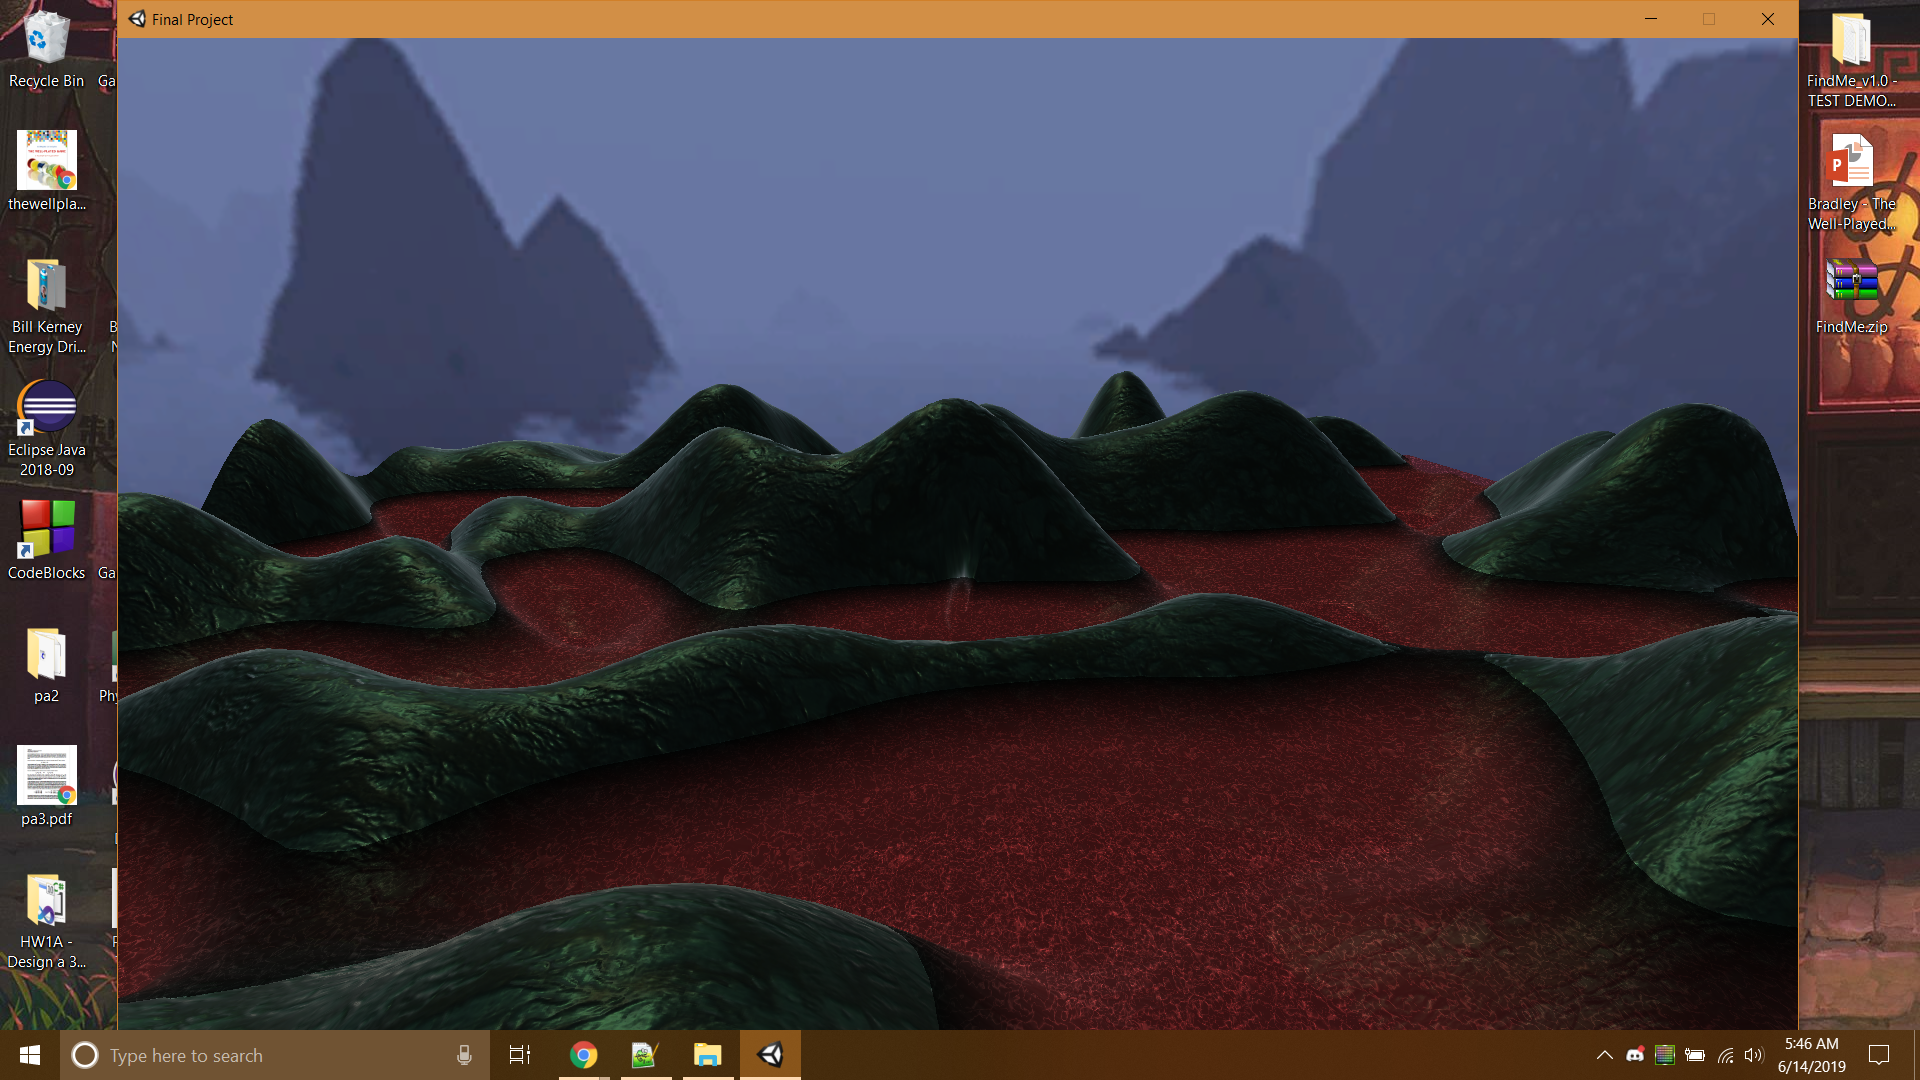 Final Project
Recycle Bin
Ga
thewellpla...
Bill Kerney
Energy Dri...
Eclipse Java
2018-09
CodeBlocks
Ga
pa2
Phy
pa3.pdf
HW1A -
Design a 3...
FindMe_v1.0 -
TEST DEMO...
Bradley - The
Well-Played...
FindMe.zip
Type here to search
5:46 AM
6/14/2019